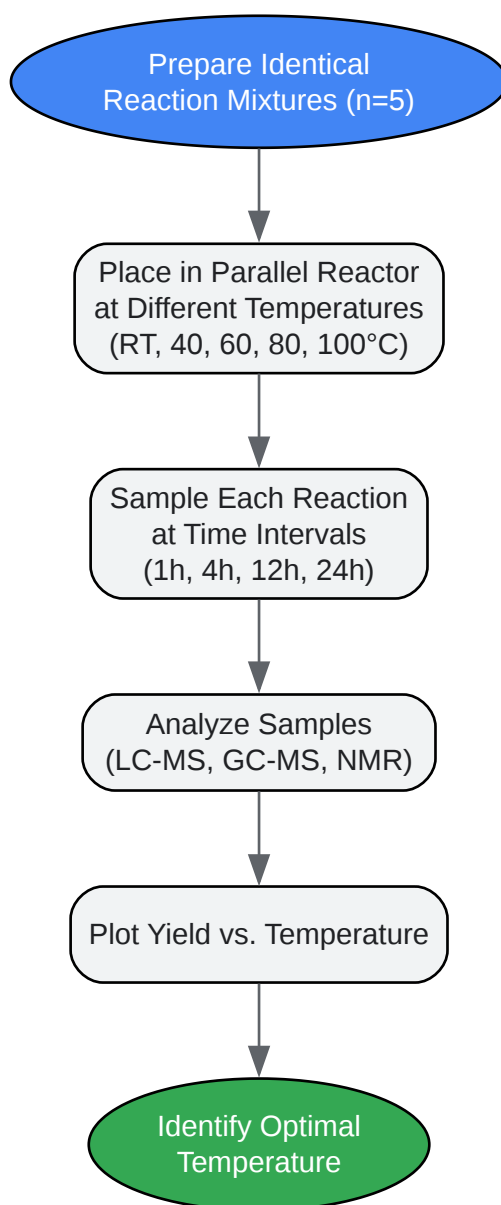 Prepare Identical
Reaction Mixtures (n=5)
Place in Parallel Reactor
at Different Temperatures
(RT, 40, 60, 80, 100°C)
Sample Each Reaction
at Time Intervals
(1h, 4h, 12h, 24h)
Analyze Samples
(LC-MS, GC-MS, NMR)
Plot Yield vs. Temperature
Identify Optimal
Temperature